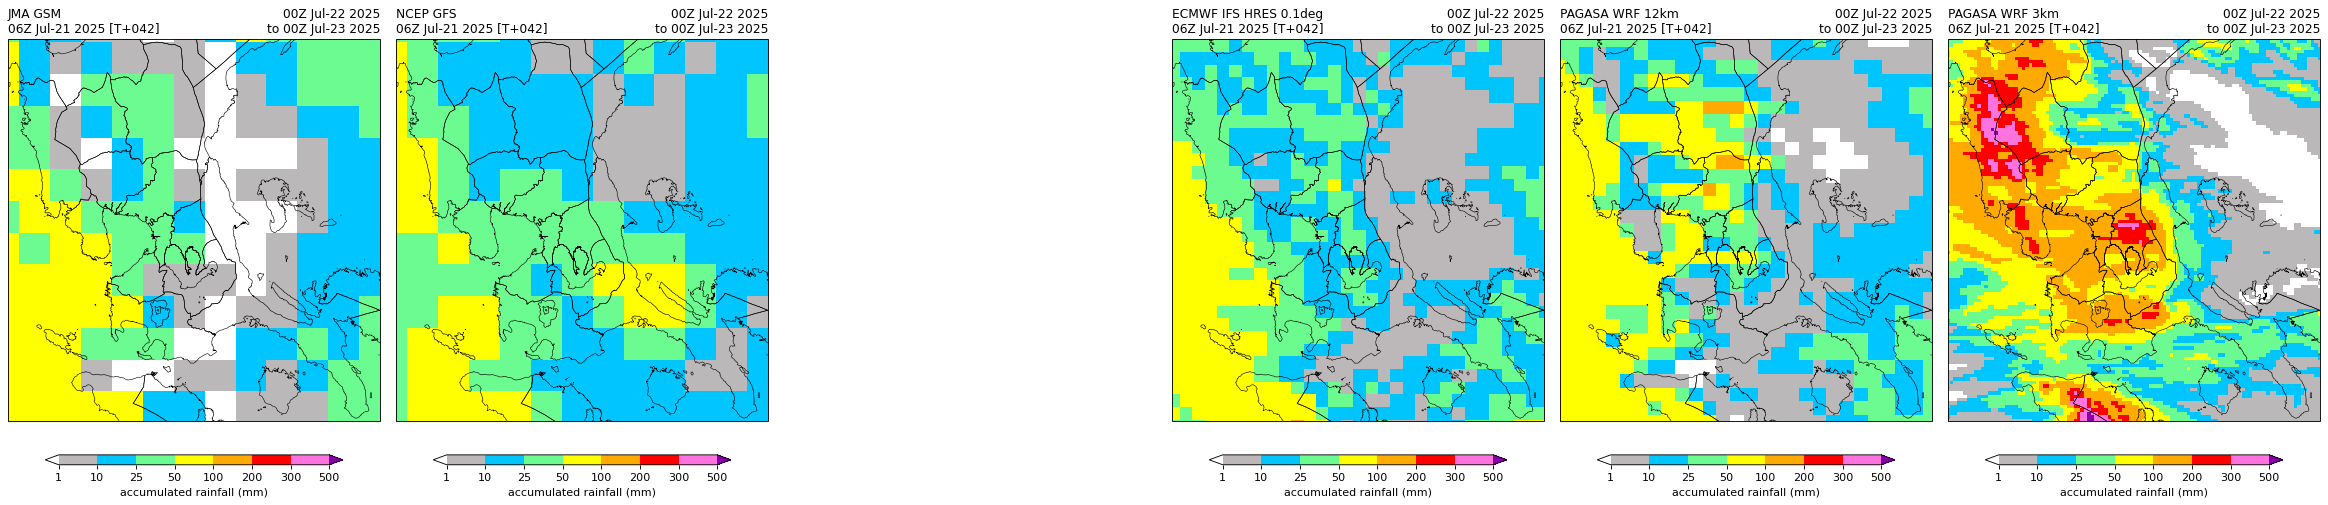 JMA GSM 00Z Jul-22 2025
06Z Jul-21 2025 [T+042] to 00Z Jul-23 2025
1 10 25 50 100 200 300 500
accumulated rainfall (mm)
NCEP GFS 00Z Jul-22 2025
06Z Jul-21 2025 [T+042] to 00Z Jul-23 2025
1 10 25 50 100 200 300 500
accumulated rainfall (mm)
ECMWF IFS HRES 0.1deg 00Z Jul-22 2025
06Z Jul-21 2025 [T+042] to 00Z Jul-23 2025
1 10 25 50 100 200 300 500
accumulated rainfall (mm)
PAGASA WRF 12km 00Z Jul-22 2025
06Z Jul-21 2025 [T+042] to 00Z Jul-23 2025
1 10 25 50 100 200 300 500
accumulated rainfall (mm)
PAGASA WRF 3km 00Z Jul-22 2025
06Z Jul-21 2025 [T+042] to 00Z Jul-23 2025
1 10 25 50 100 200 300 500
accumulated rainfall (mm)